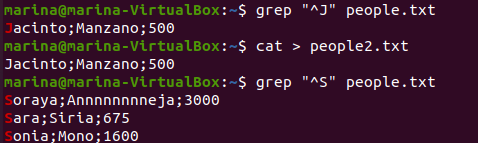 marina@marina-VirtualBox:~$ grep "^J" people.txt
Jacinto;Manzano;500
marina@marina-VirtualBox:~$ cat > people2.txt
Jacinto;Manzano;500
marina@marina-VirtualBox:~$ grep "^S" people.txt
Soraya;Annnnnnnneja;3000
Sara;Siria;675
Sonia;Mono;1600